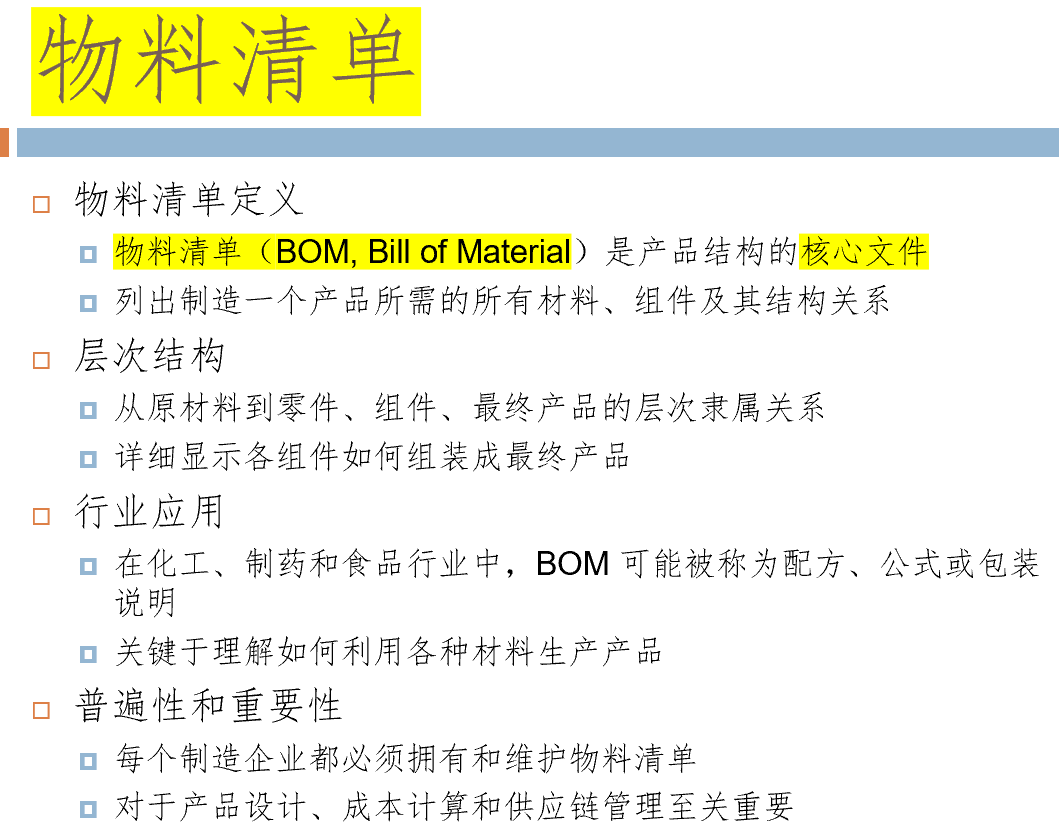 物料清单
物料清单定义
物料清单（BOM, Bill of Material）是产品结构的核心文件
列出制造一个产品所需的所有材料、组件及其结构关系
层次结构
从原材料到零件、组件、最终产品的层次隶属关系
详细显示各组件如何组装成最终产品
行业应用
在化工、制药和食品行业中，BOM 可能被称为配方、公式或包装
说明
关键于理解如何利用各种材料生产产品
普遍性和重要性
每个制造企业都必须拥有和维护物料清单
对于产品设计、成本计算和供应链管理至关重要